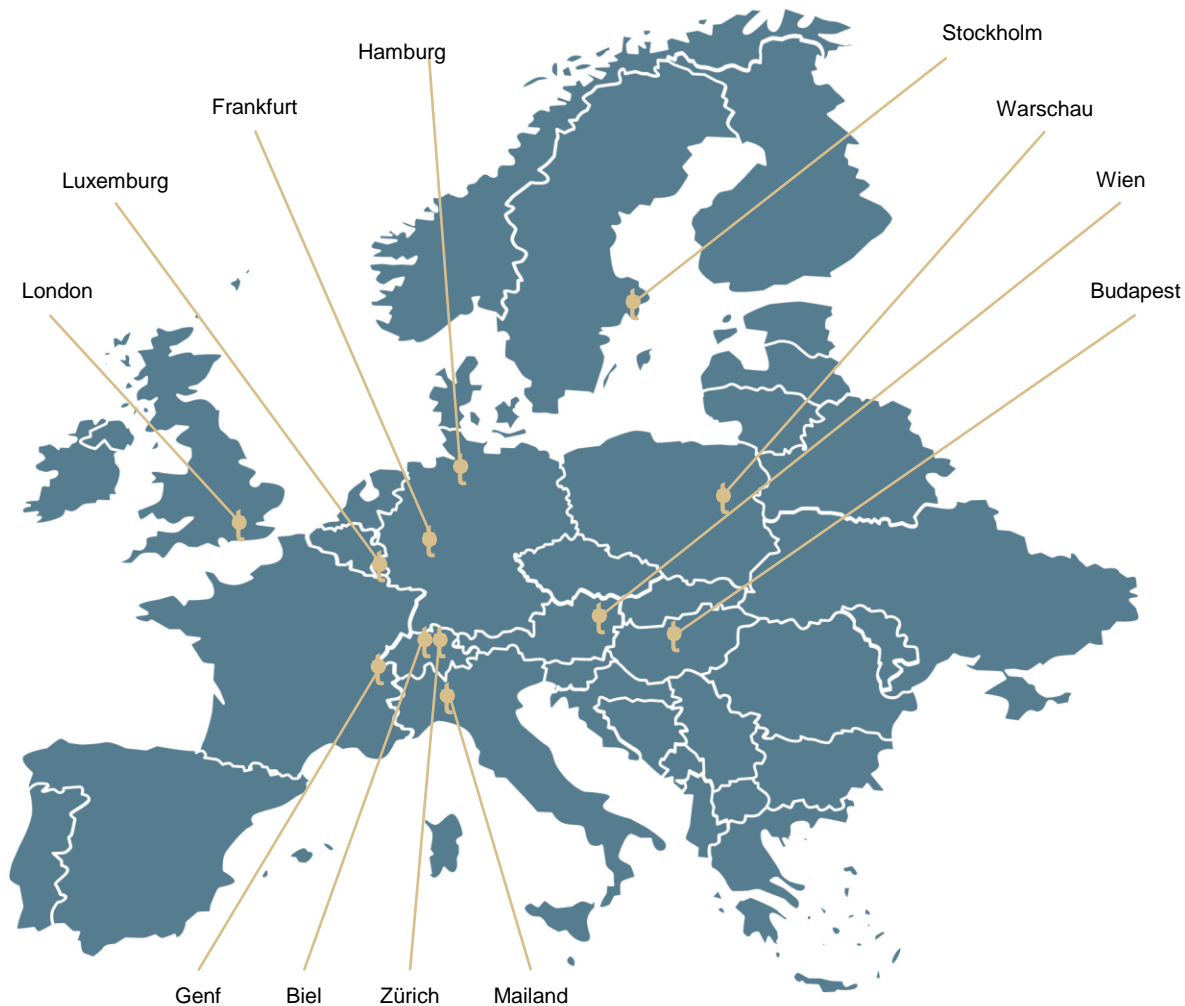 Stockholm
Hamburg
Frankfurt
Warschau
Luxemburg
Wien
London
Budapest
Genf
Biel
Zürich
Mailand